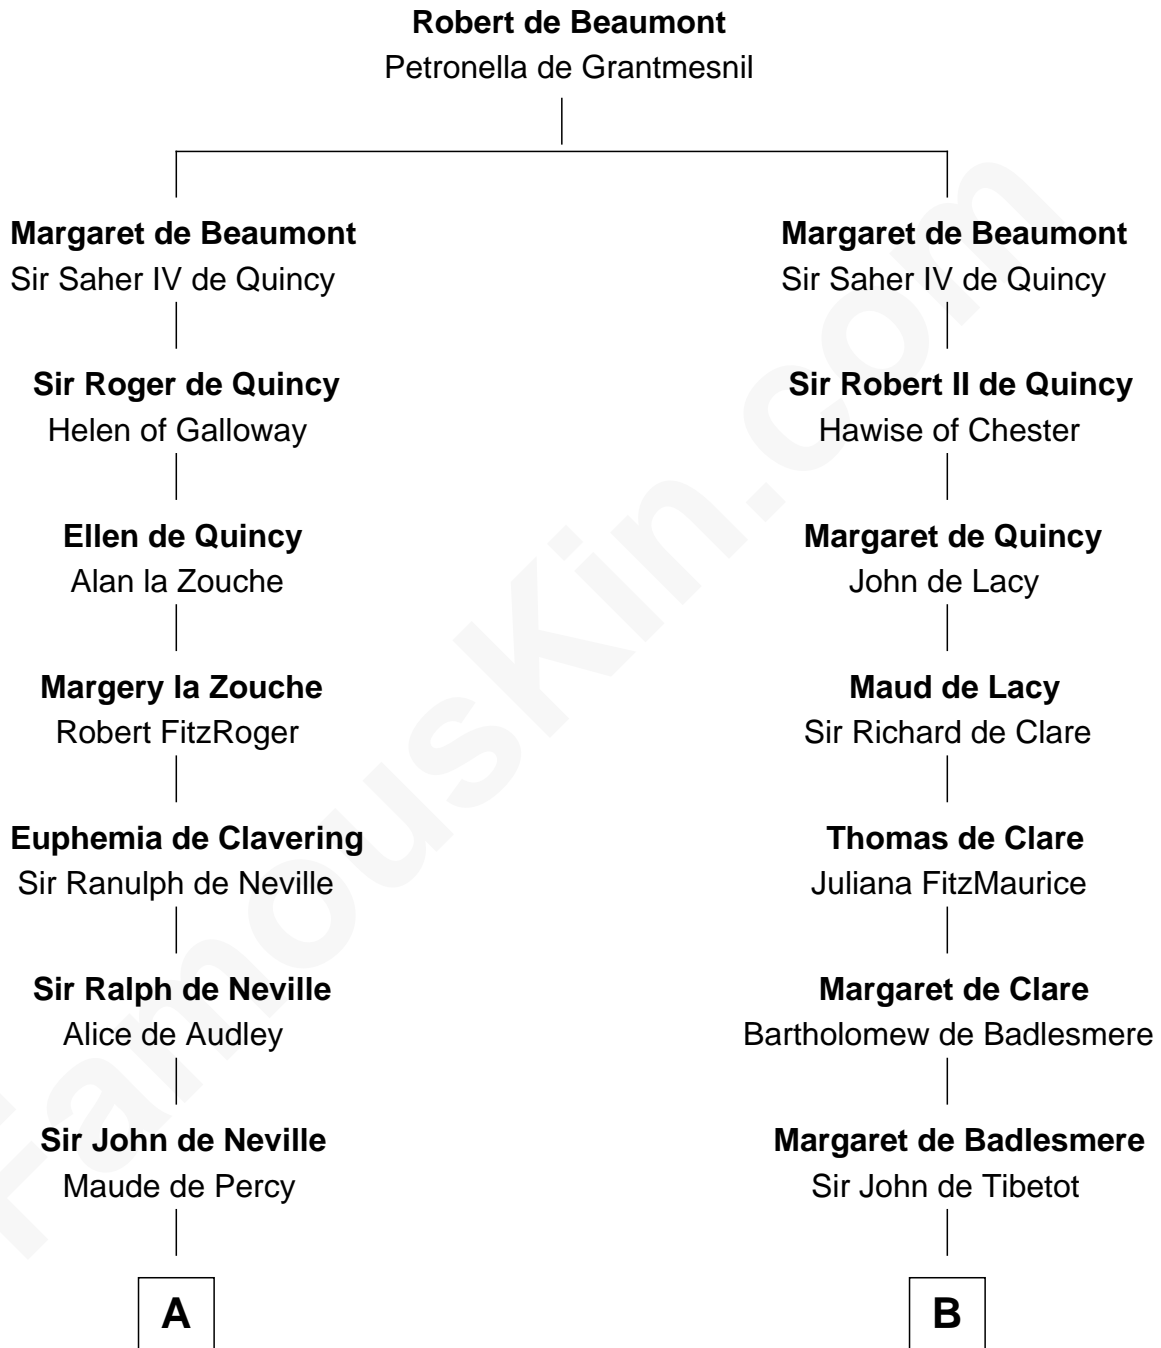 Robert de Beaumont
Petronella de Grantmesnil
Margaret de Beaumont
Sir Saher IV de Quincy
Margaret de Beaumont
Sir Saher IV de Quincy
Sir Roger de Quincy
Helen of Galloway
Sir Robert II de Quincy
Hawise of Chester
Ellen de Quincy
Alan la Zouche
Margaret de Quincy
John de Lacy
Margery la Zouche
Robert FitzRoger
Maud de Lacy
Sir Richard de Clare
Euphemia de Clavering
Sir Ranulph de Neville
Thomas de Clare
Juliana FitzMaurice
Sir Ralph de Neville
Alice de Audley
Margaret de Clare
Bartholomew de Badlesmere
Sir John de Neville
Maude de Percy
Margaret de Badlesmere
Sir John de Tibetot
A
B
FamousKin.com